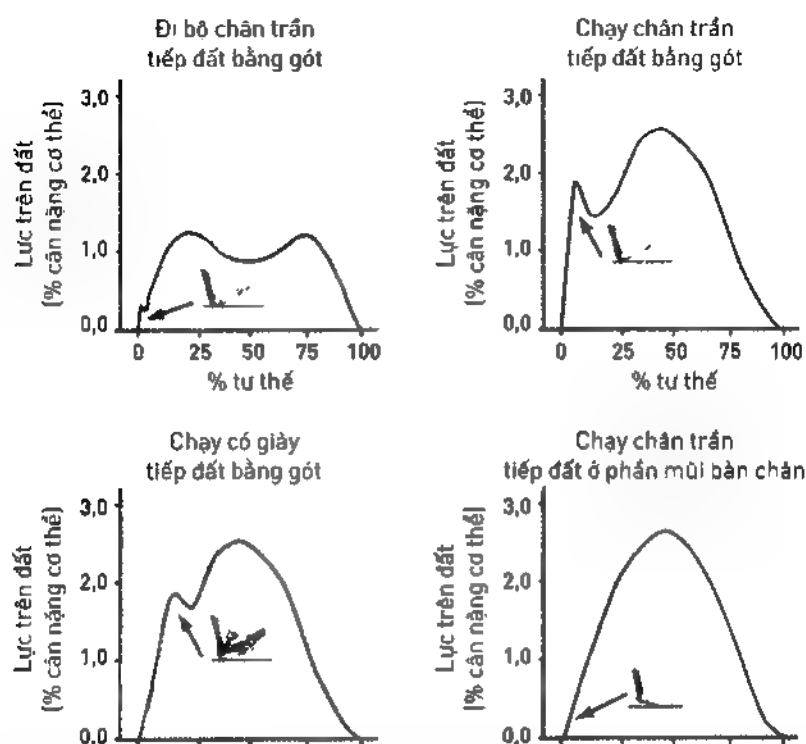 Đi bộ chân trần
tiếp đất bằng gót
Lực trên đất
(% cân nặng cơ thể)
3,0
2,0
1,0
0,0
0 25 50 75 100
% tư thế
Chạy chân trần
tiếp đất bằng gót
Lực trên đất
(% cân nặng cơ thể)
3,0
2,0
1,0
0,0
0 25 50 75 100
% tư thế
Chạy có giày
tiếp đất bằng gót
Lực trên đất
(% cân nặng cơ thể)
3,0
2,0
1,0
0,0
Chạy chân trần
tiếp đất ở phần mũi bàn chân
Lực trên đất
(% cân nặng cơ thể)
3,0
2,0
1,0
0,0